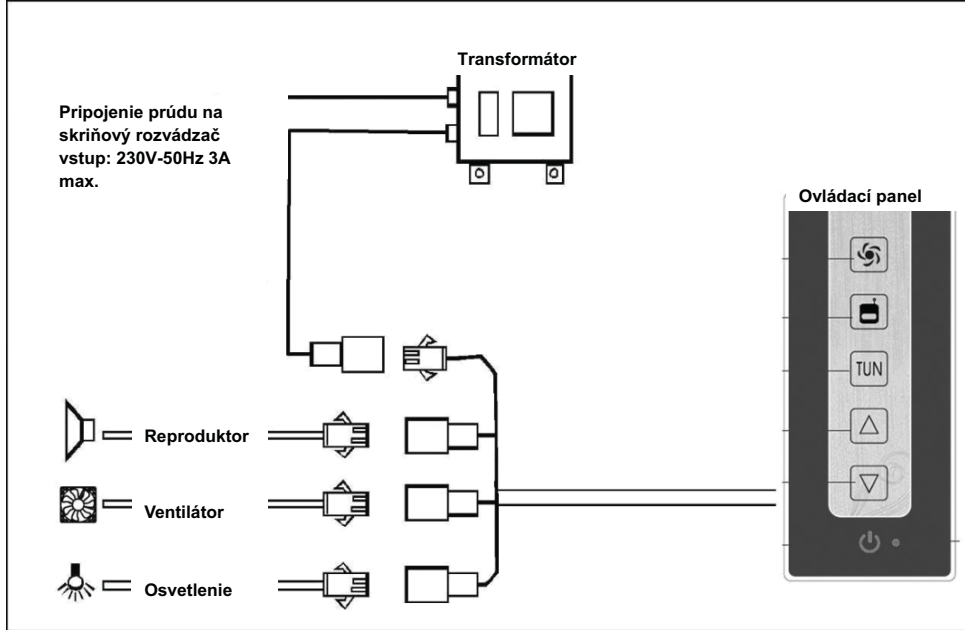 Transformátor
Pripojenie prúdu na
skriňový rozvádzač
vstup: 230V-50Hz 3A
max.
Ovládací panel
TUN
Reproduktor
Ventilátor
Osvetlenie